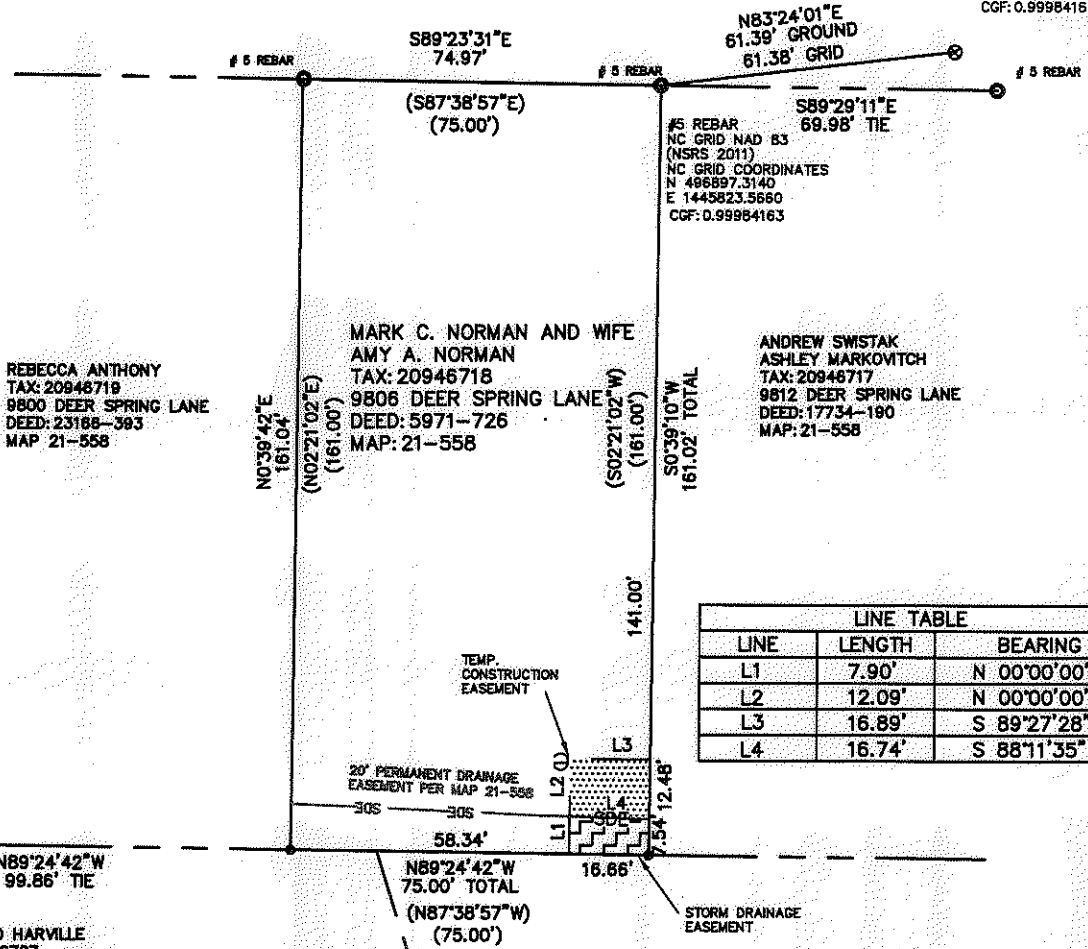 CGF: 0.9998416
N83°24'01"E
61.39' GROUND
61.38' GRID
S89°23'31"E
74.97'
# 5 REBAR
# 5 REBAR
# 5 REBAR
(S87°38'57"E)
(75.00')
S89°29'11"E
69.98' TIE
#5 REBAR
NC GRID NAD 83
(NSRS 2011)
NC GRID COORDINATES
N 496897.3140
E 1445823.5660
CGF: 0.99984163
REBECCA ANTHONY
TAX: 20946719
9800 DEER SPRING LANE
DEED: 23168-393
MAP 21-558
N0°39'42"E
161.04'
(N02°21'02"E)
(161.00')
MARK C. NORMAN AND WIFE
AMY A. NORMAN
TAX: 20946718
9806 DEER SPRING LANE
DEED: 5971-726
MAP: 21-558
(S02°21'02"W)
(161.00')
S0°39'10"W
161.02' TOTAL
ANDREW SWISTAK
ASHLEY MARKOVITCH
TAX: 20946717
9812 DEER SPRING LANE
DEED: 17734-190
MAP: 21-558
141.00'
LINE TABLE
LINE LENGTH BEARING
L1 7.90' N 00°00'00"
L2 12.09' N 00°00'00"
L3 16.89' S 89°27'28"
L4 16.74' S 88°11'35"
TEMP.
CONSTRUCTION
EASEMENT
L3
L2
20' PERMANENT DRAINAGE
EASEMENT PER MAP 21-558
SDE
SDE
L4
SDE
L1
12.48'
7.54'
58.34'
16.66'
N89°24'42"W
99.86' TIE
N89°24'42"W
75.00' TOTAL
(N87°38'57"W)
(75.00')
STORM DRAINAGE
EASEMENT
HARVILLE